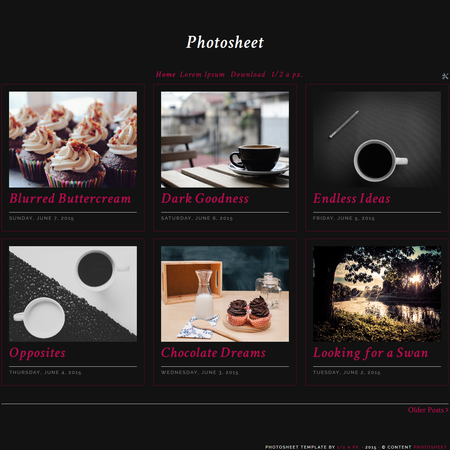 Photosheet
Home Lorem Ipsum Download 1/2 a px.
Blurred Buttercream
Dark Goodness
Endless Ideas
SUNDAY, JUNE 7, 2015
SATURDAY, JUNE 6, 2015
FRIDAY, JUNE 5, 2015
Opposites
Chocolate Dreams
Looking for a Swan
THURSDAY, JUNE 4, 2015
WEDNESDAY, JUNE 3, 2015
TUESDAY, JUNE 2, 2015
Older Posts ›
PHOTOSHEET TEMPLATE BY 1/2 A PX. - 2015 - © CONTENT PHOTOSHEET